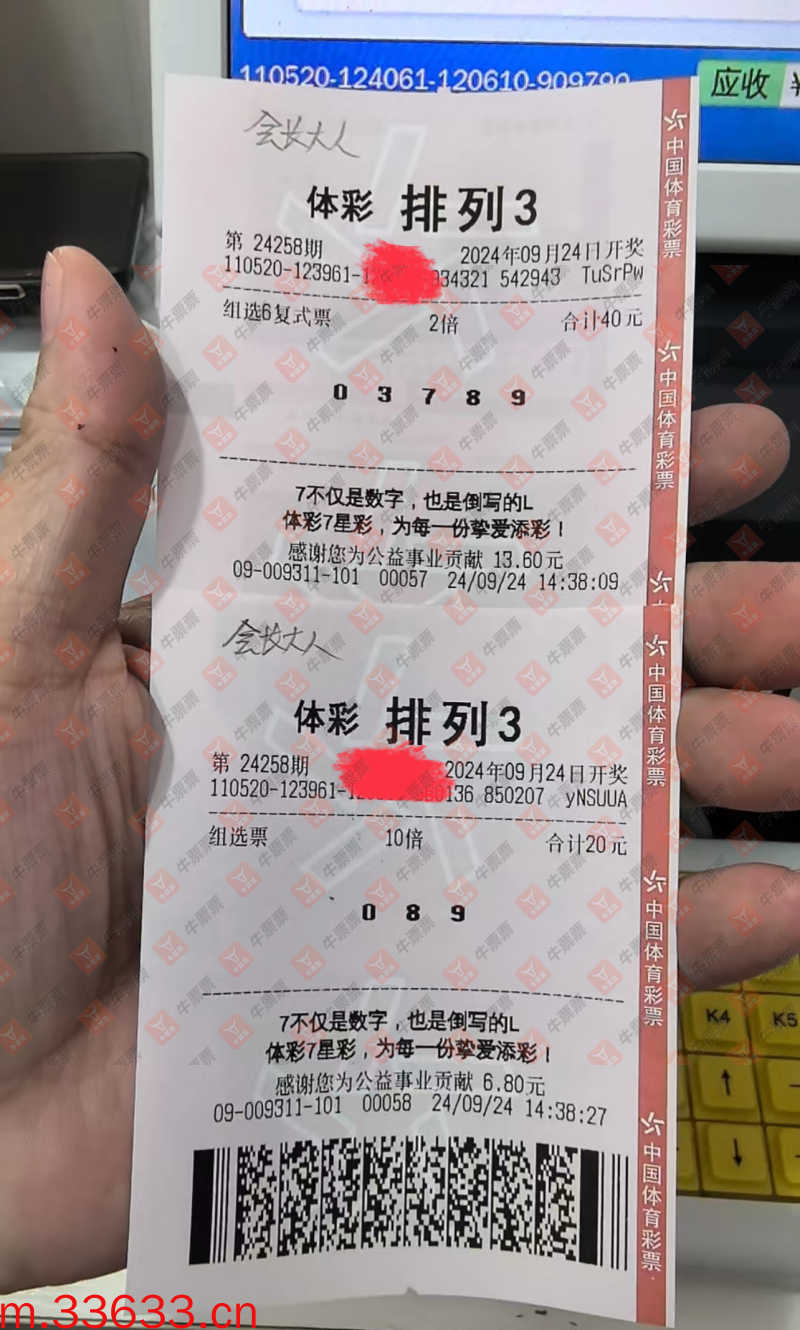 110520-124061-120610-909790
应收 ¥
会长大人
体彩 排列3
第 24258期 2024年09月24日开奖
110520-123961-1 034321 542943 TuSrPw
组选6复式票 2倍 合计40元
0 3 7 8 9
7不仅是数字，也是倒写的L
体彩7星彩，为每一份挚爱添彩！
感谢您为公益事业贡献 13.60元
09-009311-101 00057 24/09/24 14:38:09
会长大人
体彩 排列3
第 24258期 2024年09月24日开奖
110520-123961- 136 850207 yNSUUA
组选票 10倍 合计20元
0 8 9
7不仅是数字，也是倒写的L
体彩7星彩，为每一份挚爱添彩！
感谢您为公益事业贡献 6.80元
09-009311-101 00058 24/09/24 14:38:27
中国体育彩票
中国体育彩票
中国体育彩票
中国体育彩票
中国体育彩票
K4 K5
↑
↓
牛票票
m.33633.cn